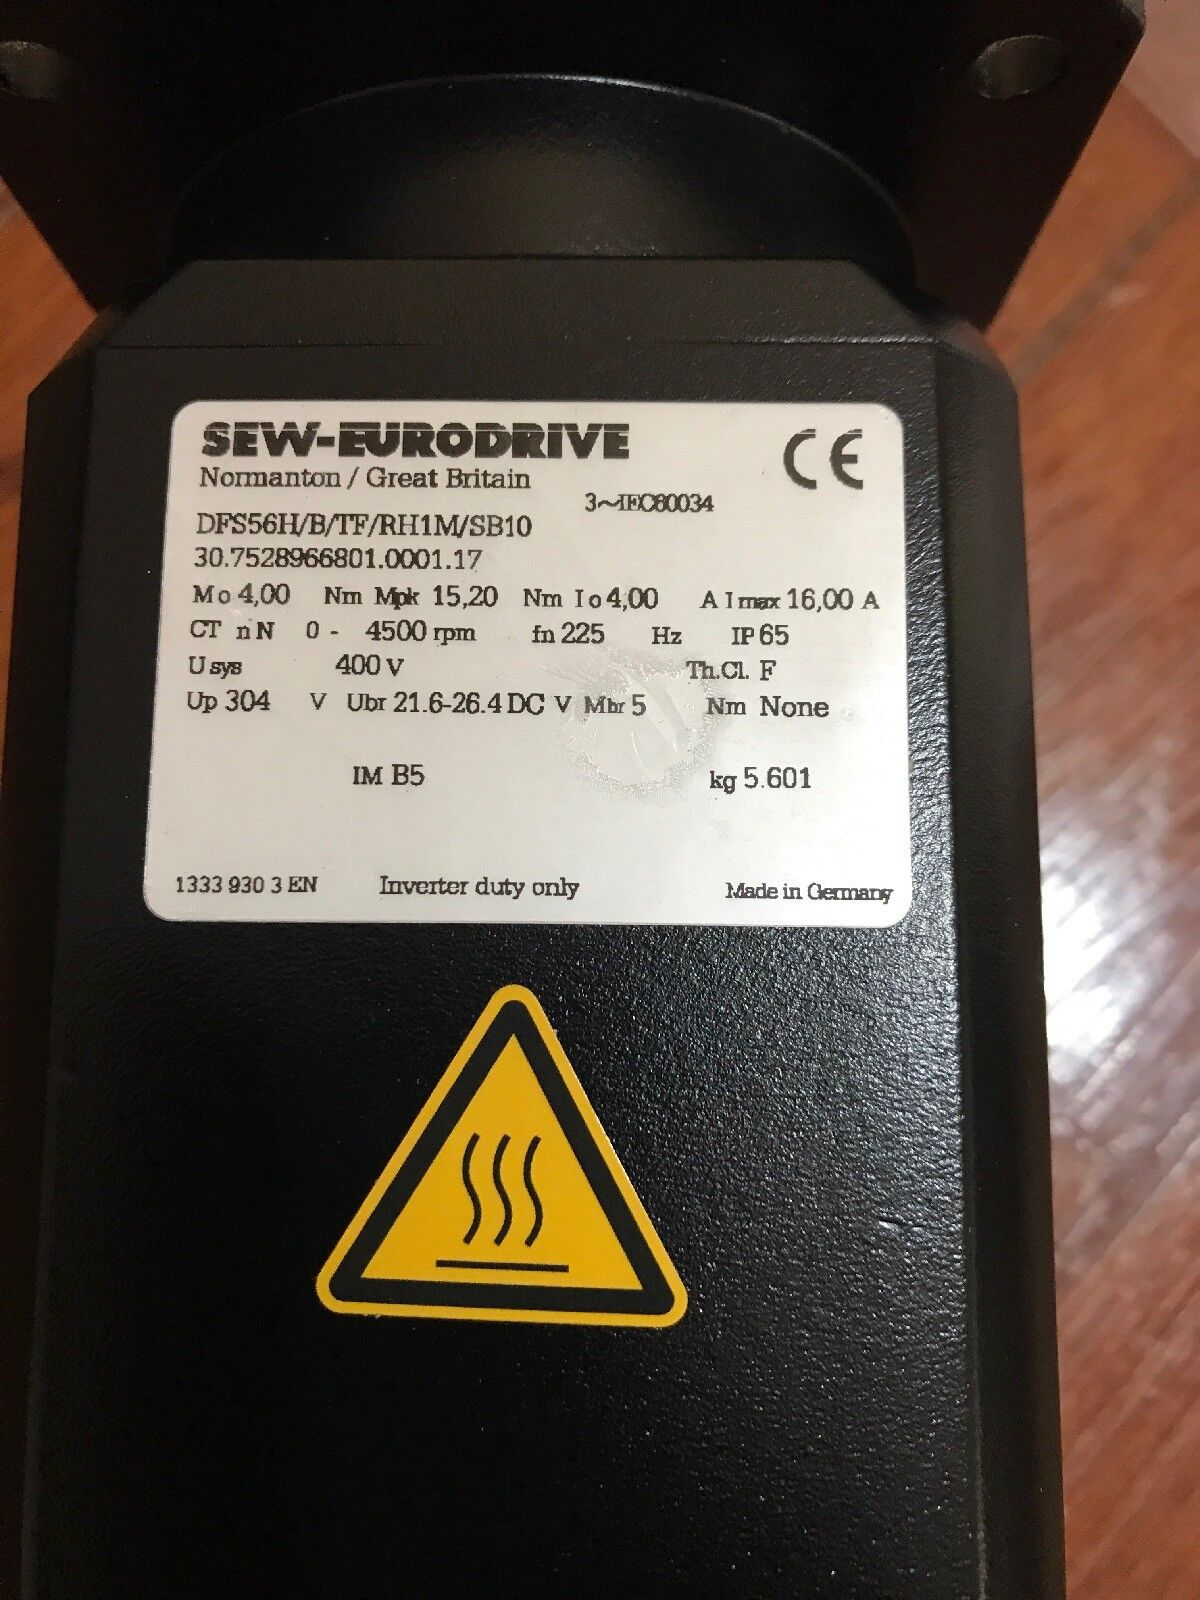 SEW-EURODRIVE
CE
Normanton / Great Britain
3~IEC60034
DFS56H/B/TF/RH1M/SB10
30.7528966801.0001.17
Mo 4,00 Nm Mpk 15,20 Nm Io 4,00 A Imax 16,00 A
CT nN 0 - 4500 rpm fn 225 Hz IP 65
Usys 400 V Th.Cl. F
Up 304 V Ubr 21.6-26.4 DC V Mbr 5 Nm None
IM B5 kg 5.601
1333 930 3 EN Inverter duty only Made in Germany